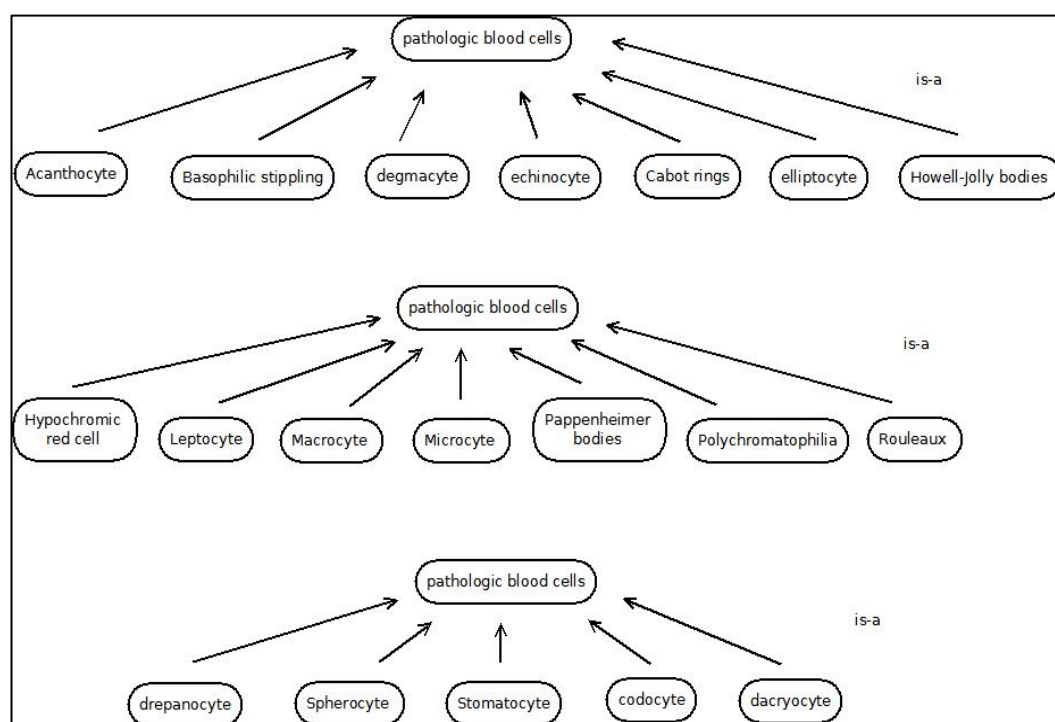 pathologic blood cells
is-a
Acanthocyte
Basophilic stippling
degmacyte
echinocyte
Cabot rings
elliptocyte
Howell-Jolly bodies
pathologic blood cells
is-a
Hypochromic
red cell
Leptocyte
Macrocyte
Microcyte
Pappenheimer
bodies
Polychromatophilia
Rouleaux
pathologic blood cells
is-a
drepanocyte
Spherocyte
Stomatocyte
codocyte
dacryocyte